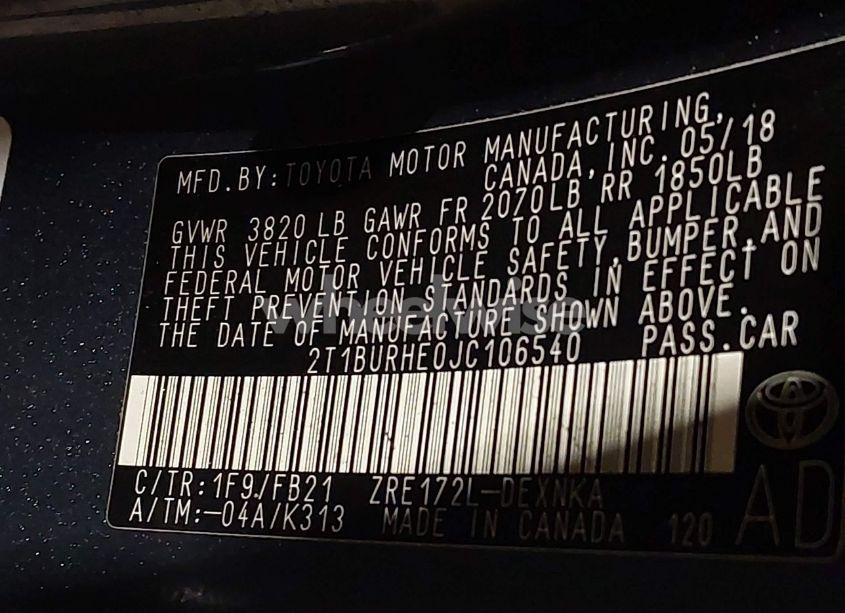 MFD.BY:TOYOTA MOTOR MANUFACTURING,
CANADA, INC. 05/18
GVWR 3820 LB GAWR FR 2070LB RR 1850LB
THIS VEHICLE CONFORMS TO ALL APPLICABLE
FEDERAL MOTOR VEHICLE SAFETY,BUMPER,AND
THEFT PREVENTION STANDARDS IN EFFECT ON
THE DATE OF MANUFACTURE SHOWN ABOVE.
2T1BURHE0JC106540 PASS.CAR
C/TR:1F9/FB21 ZRE172L-DEXNKA
A/TM:-04A/K313 MADE IN CANADA 120 AD